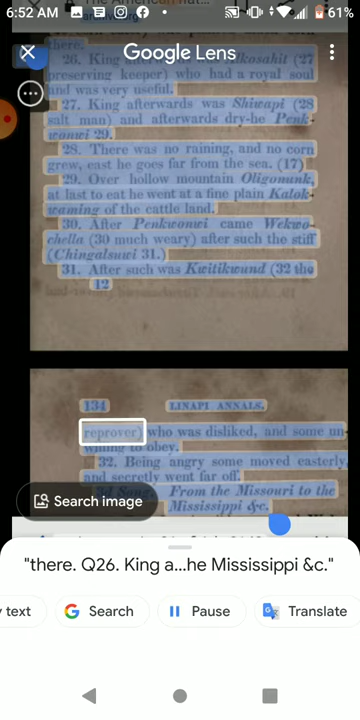 6:52 AM
61%
Google Lens
there.
26. King after
kosahit (27
preserving keeper) who had a royal soul
and was very useful.
27. King afterwards was Shiwapi (28
salt man) and afterwards dry-he Penk-
wonwi 29.
28. There was no raining, and no corn
grew, east he goes far from the sea. (17)
29. Over hollow mountain Oligonunk,
at last to eat he went at a fine plain Kalok-
waming of the cattle land.
30. After Penkwonwi came Wekwo-
chella (30 much weary) after such the stiff
(Chingalsuwi 31.)
31. After such was Kwitikwund (32 the
12
134 LINAPI ANNALS,
reprover) who was disliked, and some un-
willing to obey.
32. Being angry some moved easterly,
and secretly went far off.
Song. From the Missouri to the
Mississippi &c.
Search image
"there. Q26. King a...he Mississippi &c."
y text
Search
Pause
Translate